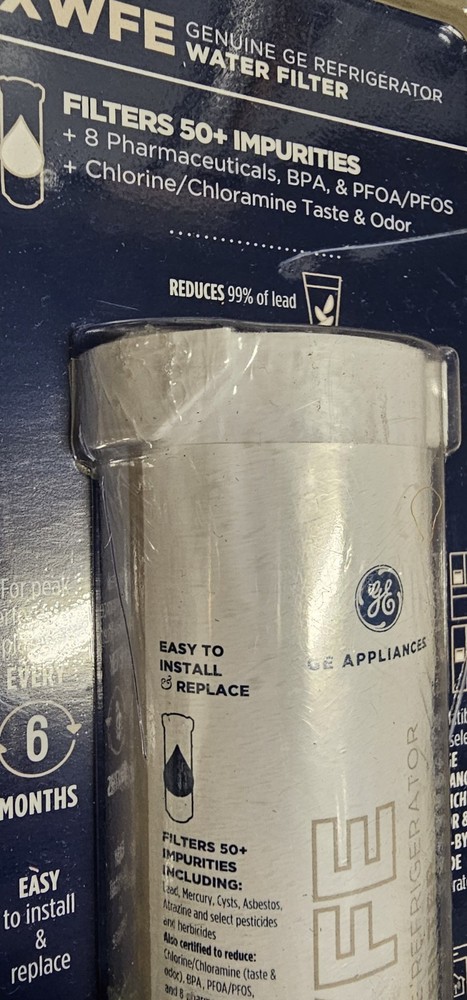 XWFE
GENUINE GE REFRIGERATOR
WATER FILTER
FILTERS 50+ IMPURITIES
+ 8 Pharmaceuticals, BPA, & PFOA/PFOS
+ Chlorine/Chloramine Taste & Odor
REDUCES 99% of lead
For peak
EVERY
6
MONTHS
EASY
to install
&
replace
GE
GE APPLIANCES
EASY TO
INSTALL
& REPLACE
FILTERS 50+
IMPURITIES
INCLUDING:
Lead, Mercury, Cysts, Asbestos,
Atrazine and select pesticides
and herbicides
Also certified to reduce:
Chlorine/Chloramine (taste &
odor), BPA, PFOA/PFOS,
and 8
FE
REFRIGERATOR